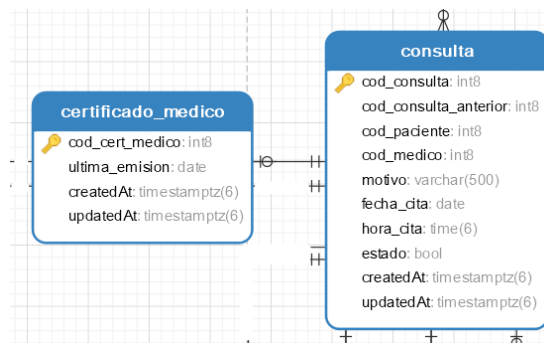 certificado_medico
cod_cert_medico: int8
ultima_emision: date
createdAt: timestamptz(6)
updatedAt: timestamptz(6)
consulta
cod_consulta: int8
cod_consulta_anterior: int8
cod_paciente: int8
cod_medico: int8
motivo: varchar(500)
fecha_cita: date
hora_cita: time(6)
estado: bool
createdAt: timestamptz(6)
updatedAt: timestamptz(6)